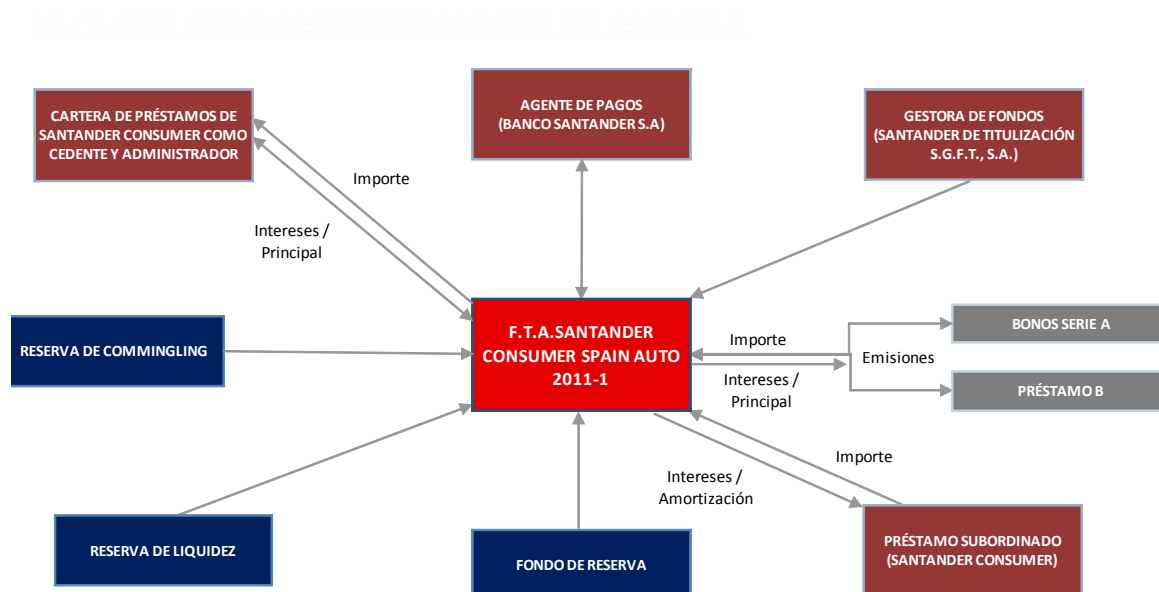 CARTERA DE PRÉSTAMOS DE
SANTANDER CONSUMER COMO
CEDENTE Y ADMINISTRADOR
AGENTE DE PAGOS
(BANCO SANTANDER S.A)
GESTORA DE FONDOS
(SANTANDER DE TITULIZACIÓN
S.G.F.T., S.A.)
Importe
Intereses /
Principal
RESERVA DE COMMINGLING
F.T.A.SANTANDER
CONSUMER SPAIN AUTO
2011-1
Importe
Intereses /
Principal
Emisiones
BONOS SERIE A
PRÉSTAMO B
Importe
Intereses /
Amortización
RESERVA DE LIQUIDEZ
FONDO DE RESERVA
PRÉSTAMO SUBORDINADO
(SANTANDER CONSUMER)